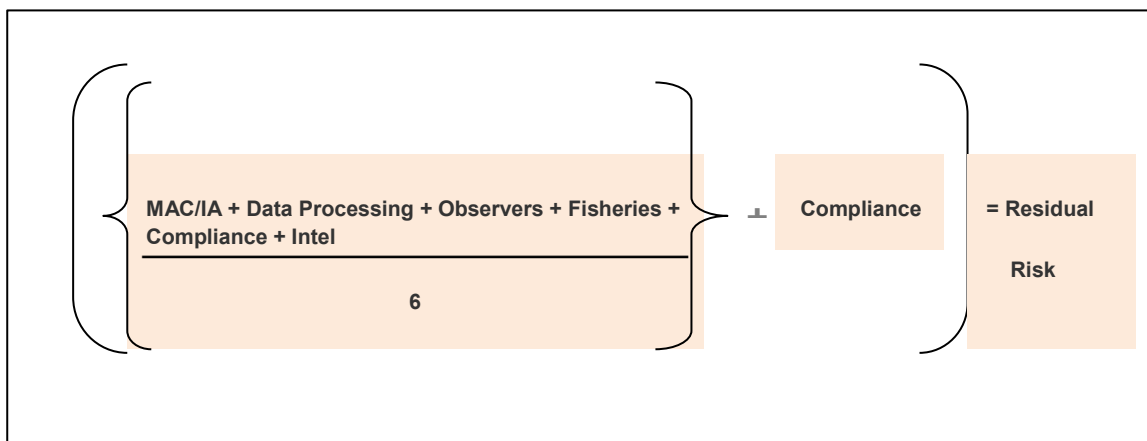 MAC/IA + Data Processing + Observers + Fisheries +
Compliance + Intel
6
+ Compliance
= Residual
Risk